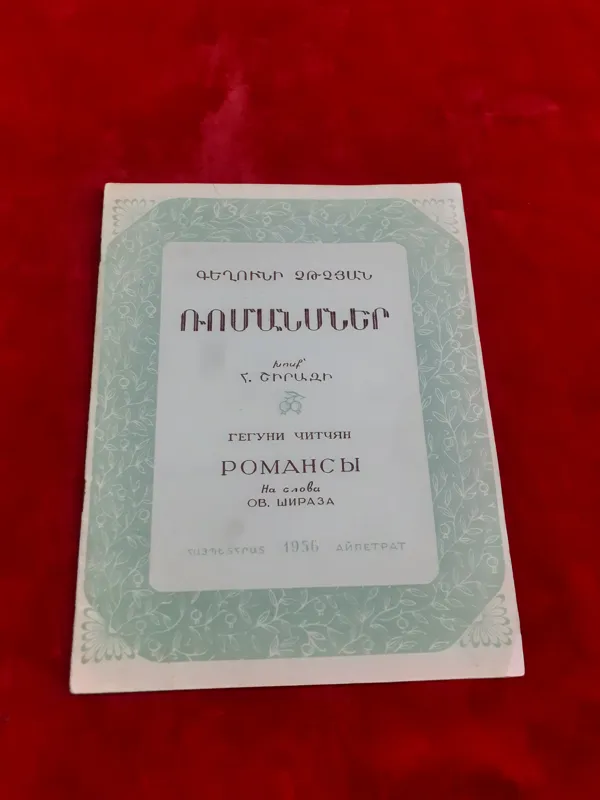 ԳԵՂՈՒՆԻ ՉԹՉՅԱՆ
ՌՈՄԱՆՍՆԵՐ
Խոսք՝
Հ. ՇԻՐԱԶԻ
ГЕГУНИ ЧИТЧЯН
РОМАНСЫ
На слова
ОВ. ШИРАЗА
ՀԱՅՊԵՏՀՐԱՏ 1956 АЙПЕТРАТ